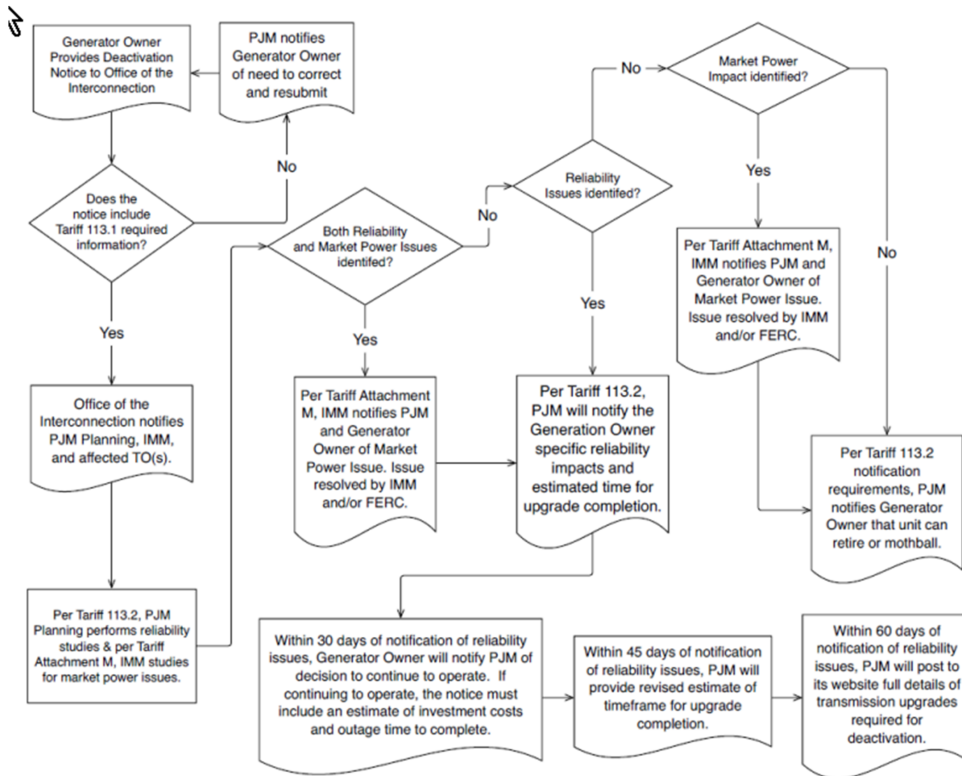 Generator Owner
Provides Deactivation
Notice to Office of the
Interconnection
PJM notifies
Generator Owner
of need to correct
and resubmit
No
Does the
notice include
Tariff 113.1 required
information?
Yes
Office of the
Interconnection notifies
PJM Planning, IMM,
and affected TO(s).
Per Tariff 113.2, PJM
Planning performs reliability
studies & per Tariff
Attachment M, IMM studies
for market power issues.
Both Reliability
and Market Power Issues
identifed?
No
Yes
Per Tariff Attachment
M, IMM notifies PJM
and Generator
Owner of Market
Power Issue. Issue
resolved by IMM
and/or FERC.
Reliability
Issues identifed?
No
Yes
Per Tariff 113.2,
PJM will notify the
Generation Owner
specific reliability
impacts and
estimated time for
upgrade completion.
Market Power
Impact identified?
Yes
No
Per Tariff Attachment M,
IMM notifies PJM and
Generator Owner of
Market Power Issue.
Issue resolved by IMM
and/or FERC.
Per Tariff 113.2
notification
requirements, PJM
notifies Generator
Owner that unit can
retire or mothball.
Within 30 days of notification of reliability
issues, Generator Owner will notify PJM of
decision to continue to operate. If
continuing to operate, the notice must
include an estimate of investment costs
and outage time to complete.
Within 45 days of notification
of reliability issues, PJM will
provide revised estimate of
timeframe for upgrade
completion.
Within 60 days of
notification of reliability
issues, PJM will post to
its website full details of
transmission upgrades
required for
deactivation.